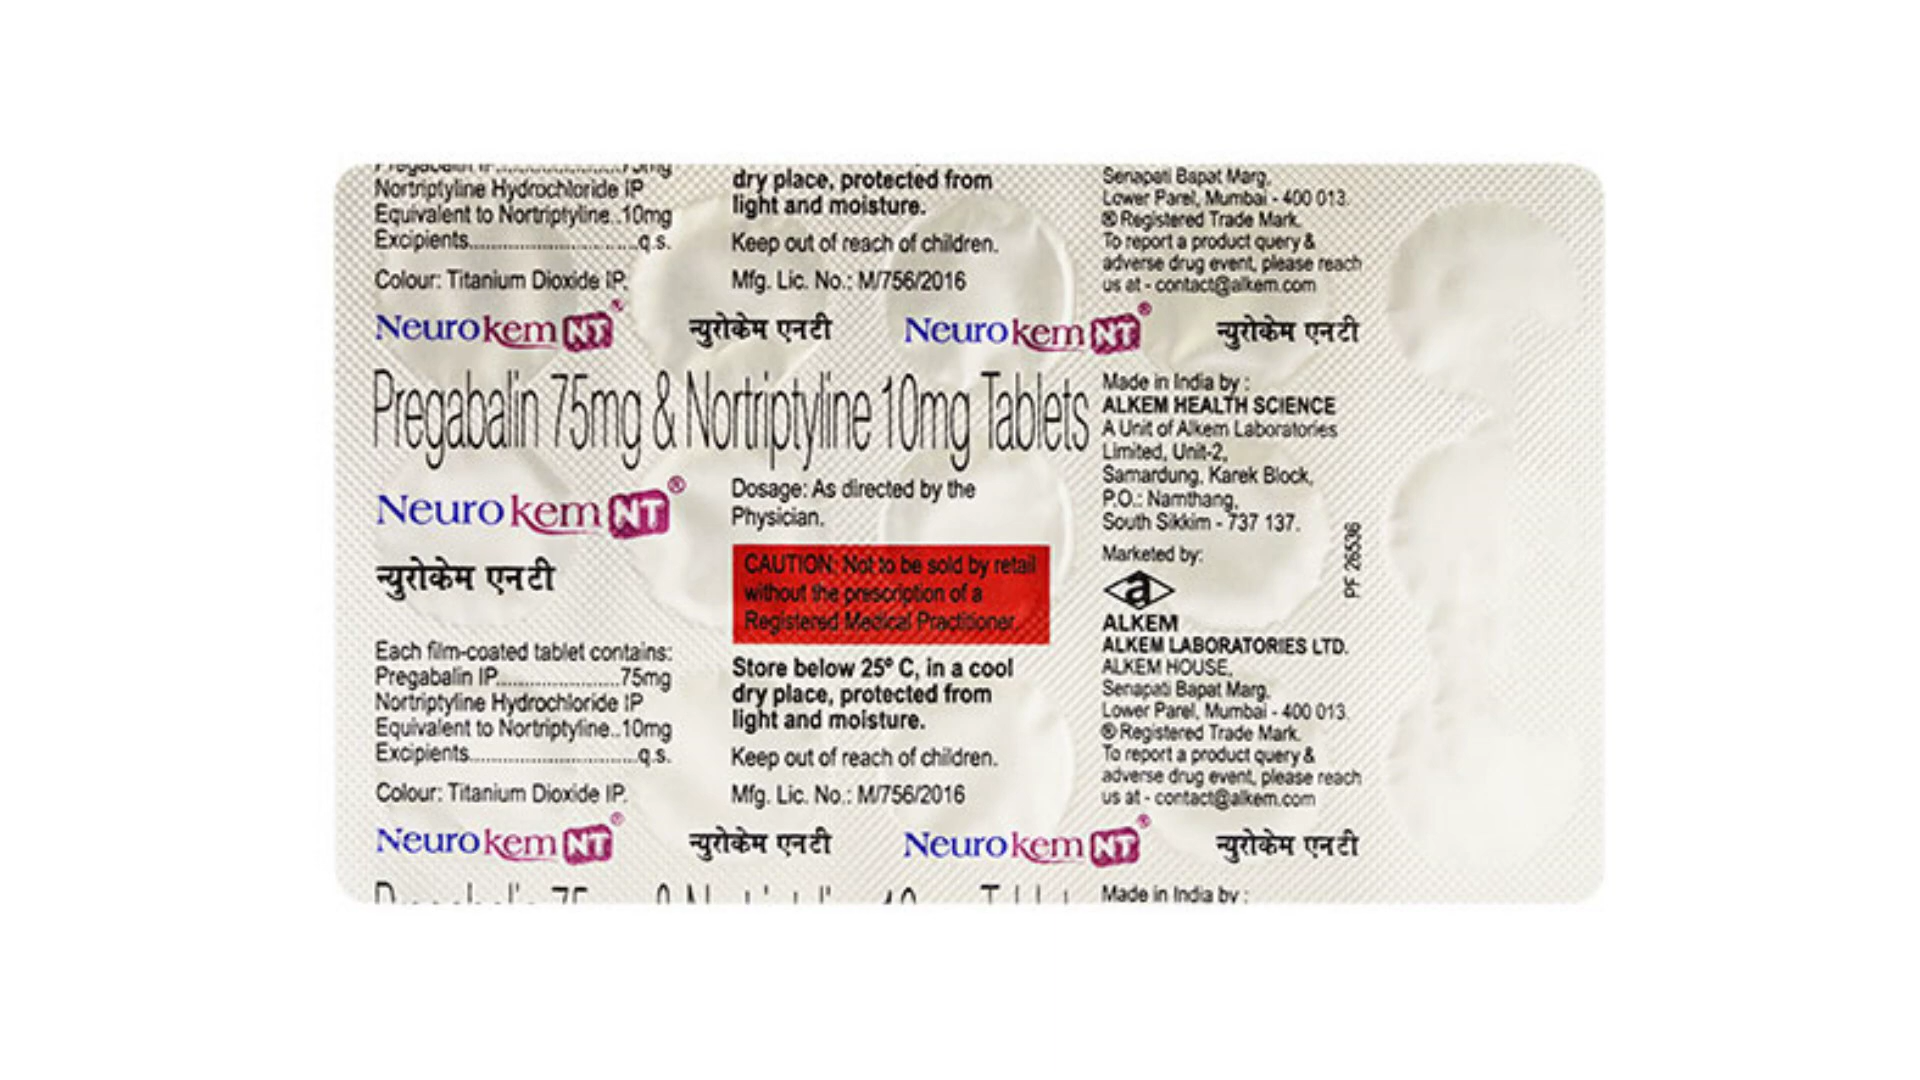 Pregabalin IP......................75mg
Nortriptyline Hydrochloride IP
Equivalent to Nortriptyline..10mg
Excipients..............................q.s.
Colour: Titanium Dioxide IP.
dry place, protected from
light and moisture.
Keep out of reach of children.
Mfg. Lic. No.: M/756/2016
Senapati Bapat Marg,
Lower Parel, Mumbai - 400 013.
® Registered Trade Mark.
To report a product query &
adverse drug event, please reach
us at - contact@alkem.com
Neurokem NT® न्युरोकेम एनटी Neurokem NT® न्युरोकेम एनटी
Pregabalin 75mg & Nortriptyline 10mg Tablets
Neurokem NT®
न्युरोकेम एनटी
Each film-coated tablet contains:
Pregabalin IP......................75mg
Nortriptyline Hydrochloride IP
Equivalent to Nortriptyline..10mg
Excipients..............................q.s.
Colour: Titanium Dioxide IP.
Dosage: As directed by the
Physician.
CAUTION: Not to be sold by retail
without the prescription of a
Registered Medical Practitioner
Store below 25° C, in a cool
dry place, protected from
light and moisture.
Keep out of reach of children.
Mfg. Lic. No.: M/756/2016
Made in India by :
ALKEM HEALTH SCIENCE
A Unit of Alkem Laboratories
Limited, Unit-2,
Samardung, Karek Block,
P.O.: Namthang,
South Sikkim - 737 137.
Marketed by:
a
ALKEM
ALKEM LABORATORIES LTD.
ALKEM HOUSE,
Senapati Bapat Marg,
Lower Parel, Mumbai - 400 013.
® Registered Trade Mark.
To report a product query &
adverse drug event, please reach
us at - contact@alkem.com
PF 26536
Neurokem NT® न्युरोकेम एनटी Neurokem NT® न्युरोकेम एनटी
Made in India by :